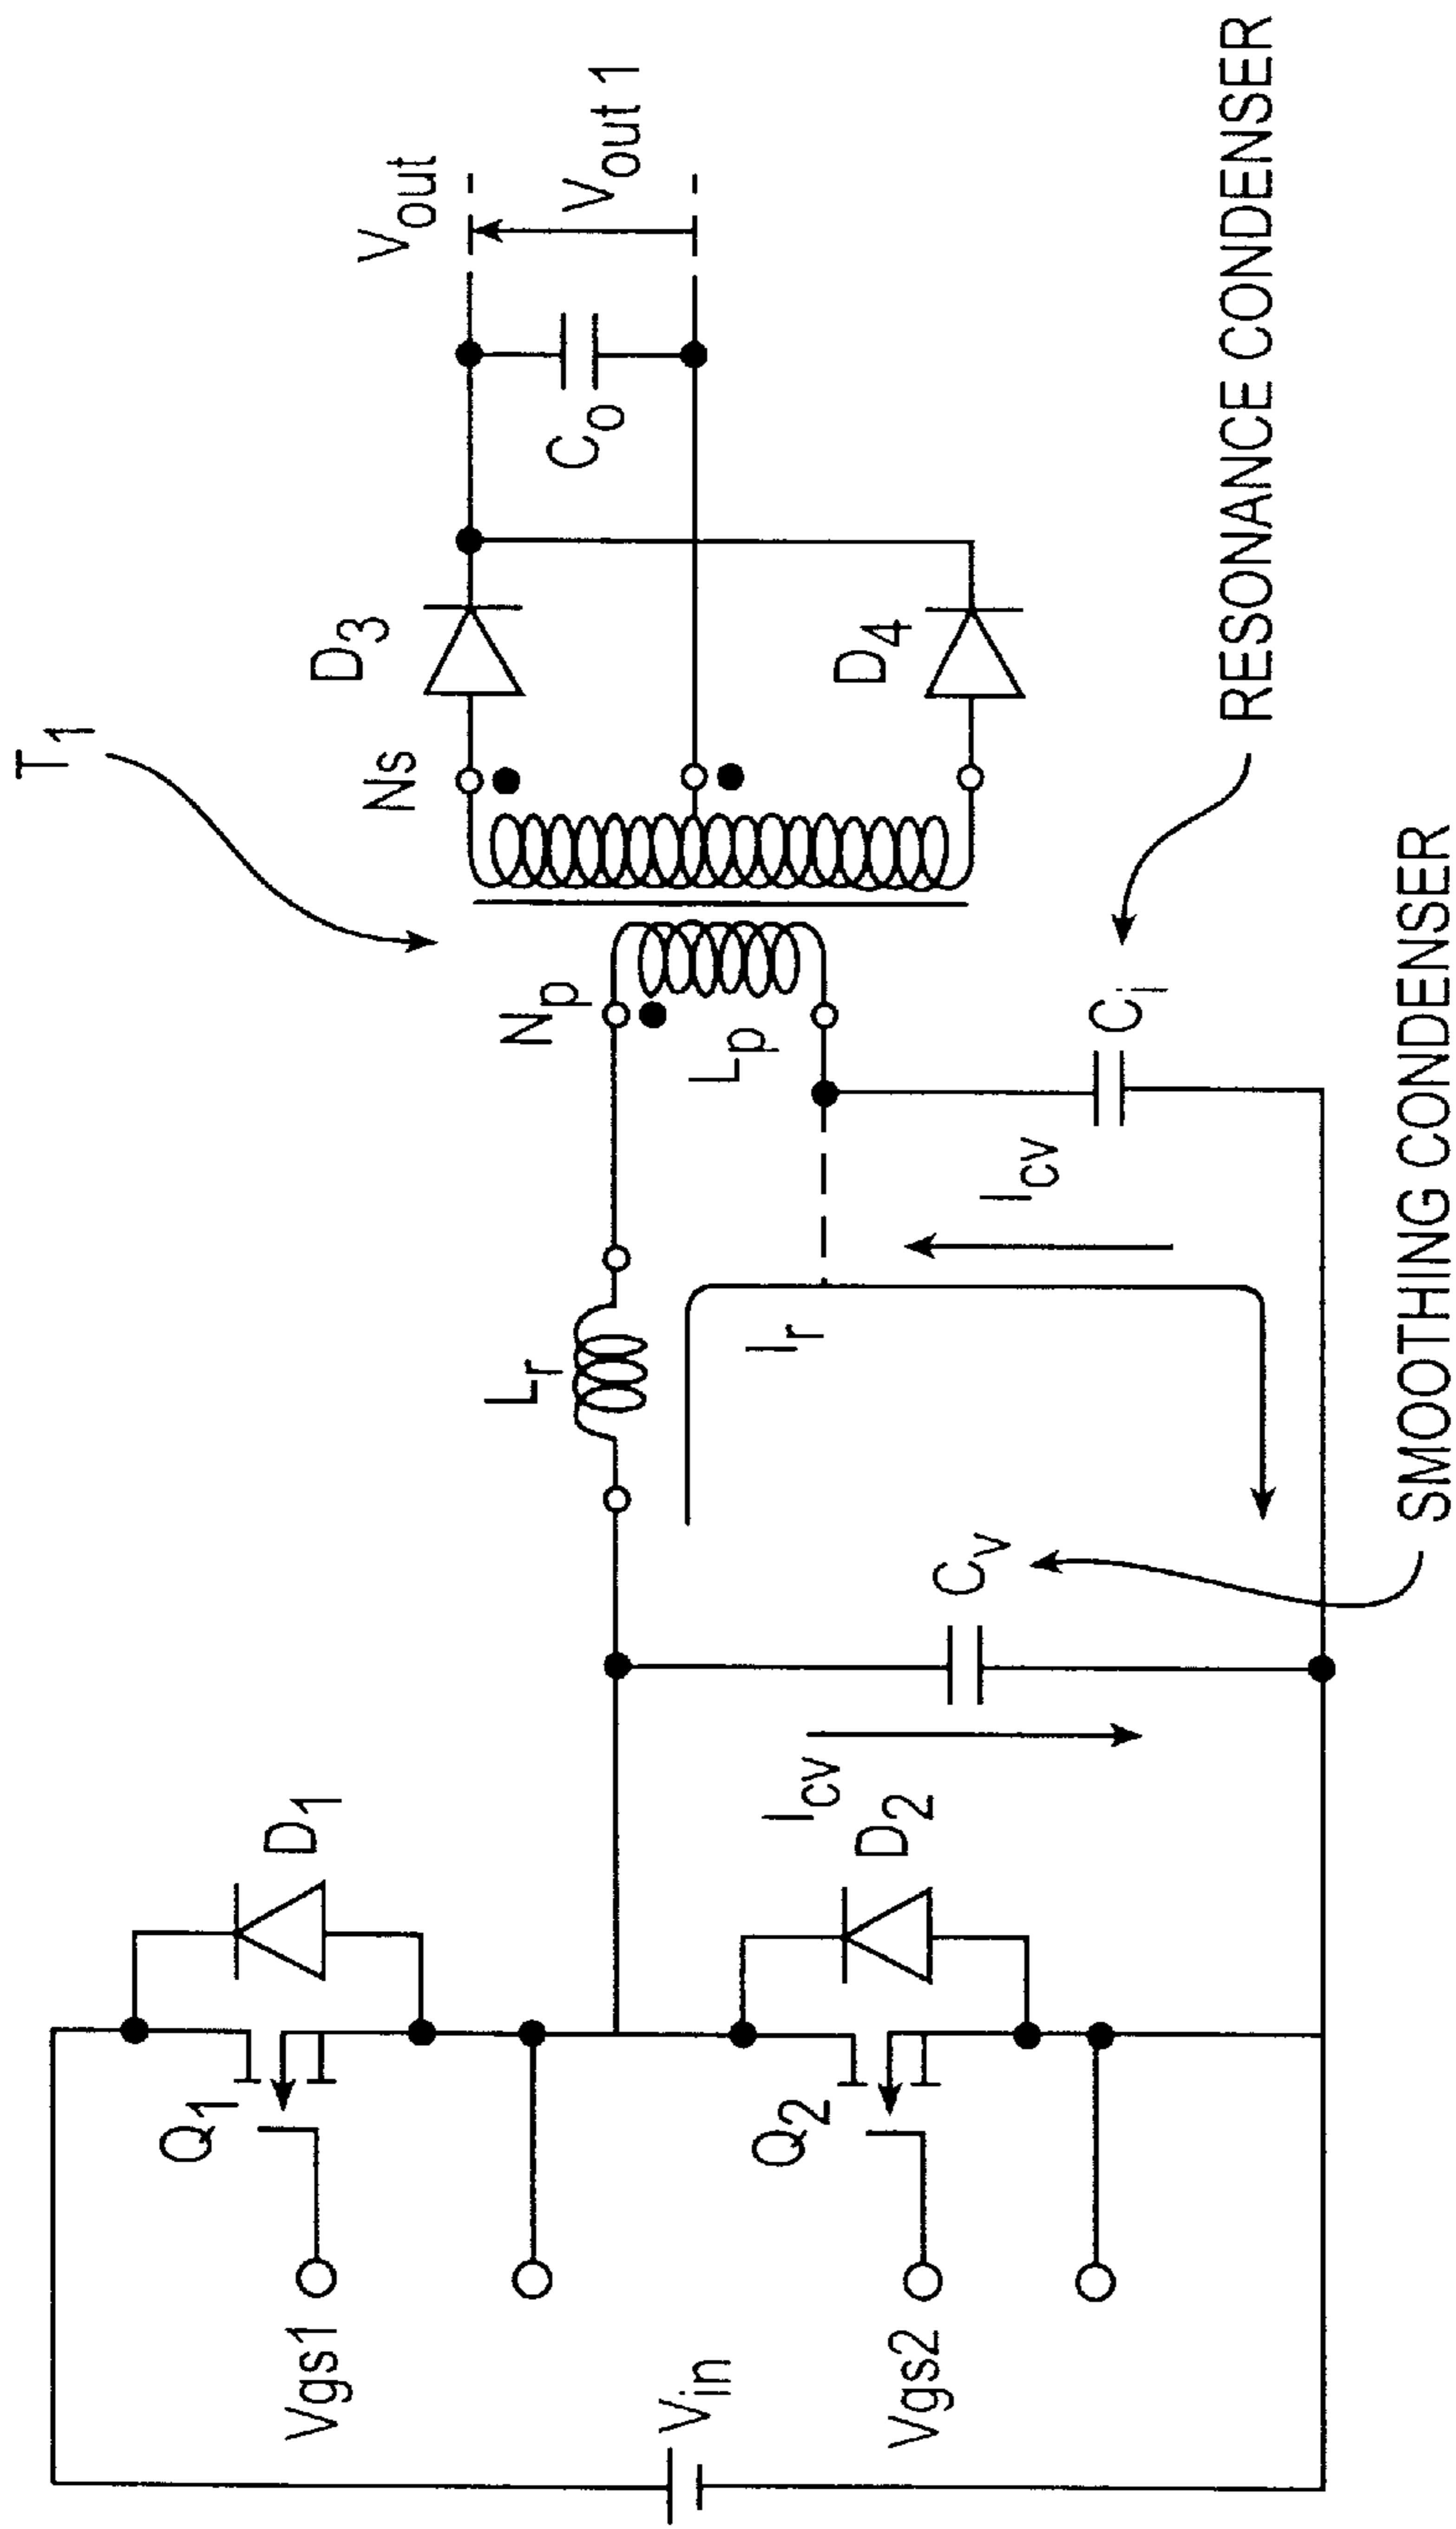 T1
Vout
Vout 1
D3
Ns
Co
D1
Lr
Np
Q1
Vgs1
Lp
Ir
D4
Vin
Icv
D2
Cv
Icv
Ci
Q2
Vgs2
RESONANCE CONDENSER
SMOOTHING CONDENSER